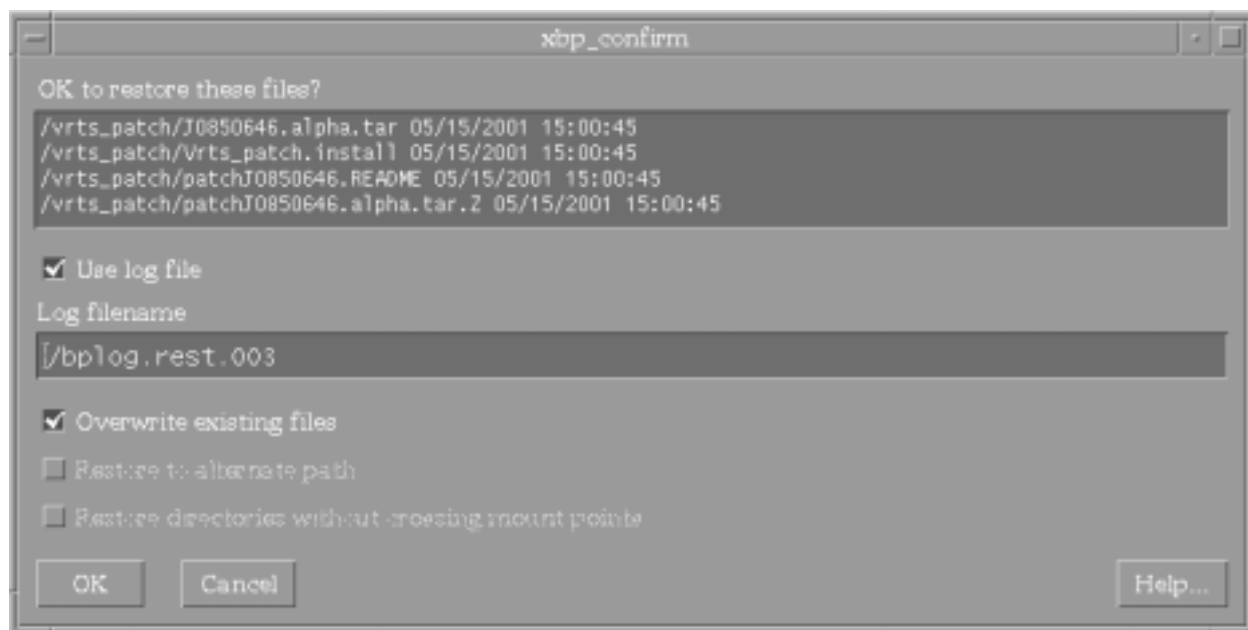 xbp_confirm
OK to restore these files?
/vrts_patch/J0850646.alpha.tar 05/15/2001 15:00:45
/vrts_patch/Vrts_patch.install 05/15/2001 15:00:45
/vrts_patch/patchJ0850646.README 05/15/2001 15:00:45
/vrts_patch/patchJ0850646.alpha.tar.Z 05/15/2001 15:00:45
Use log file
Log filename
/bplog.rest.003
Overwrite existing files
Restore to alternate path
Restore directories without crossing mount points
OK Cancel Help...